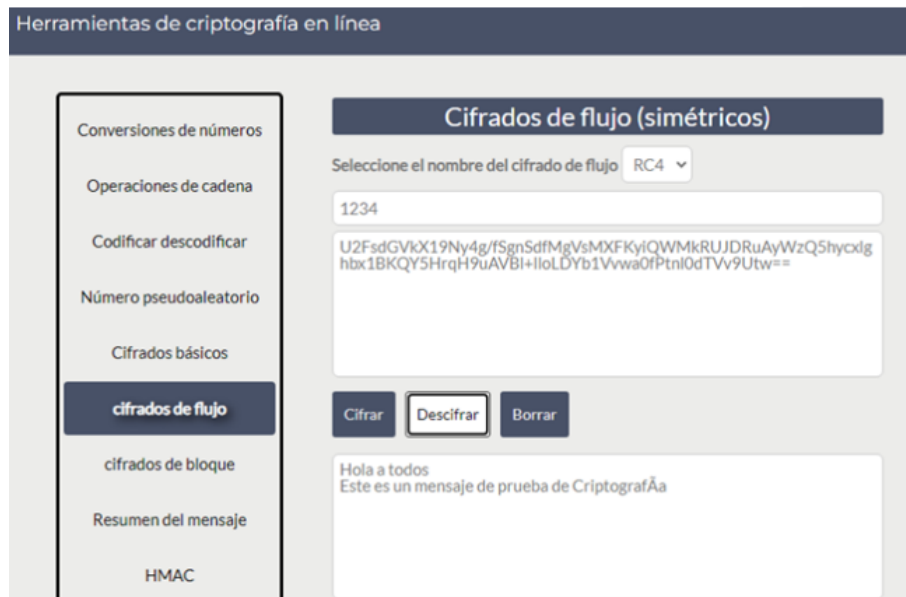 Herramientas de criptografía en línea
Conversiones de números
Operaciones de cadena
Codificar descodificar
Número pseudoaleatorio
Cifrados básicos
cifrados de flujo
cifrados de bloque
Resumen del mensaje
HMAC
Cifrados de flujo (simétricos)
Seleccione el nombre del cifrado de flujo RC4
1234
U2FsdGVkX19Ny4g/fSgnSdfMgVsMXFKyiQWMkRUJDRuAyWzQ5hycxlg
hbx1BKQY5HrqH9uAVBI+IloLDYb1Vvwa0fPtnl0dTVv9Utw==
Cifrar
Descifrar
Borrar
Hola a todos
Este es un mensaje de prueba de CriptografÃa